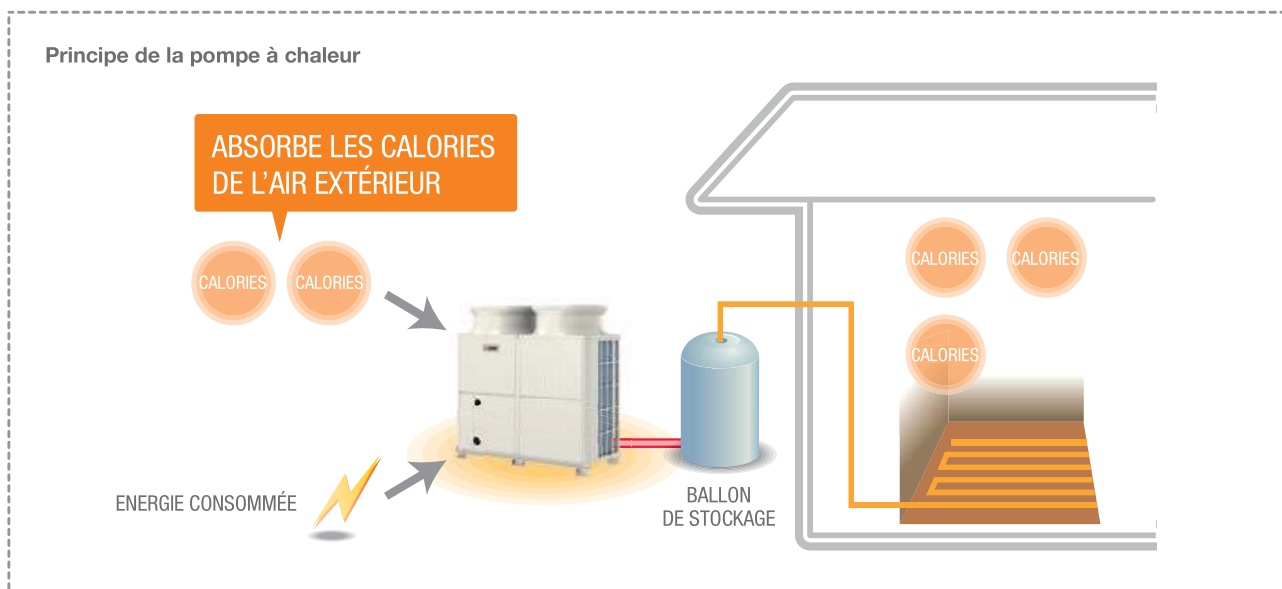 Principe de la pompe à chaleur
ABSORBE LES CALORIES
DE L'AIR EXTÉRIEUR
CALORIES
CALORIES
CALORIES
CALORIES
CALORIES
ENERGIE CONSOMMÉE
BALLON
DE STOCKAGE